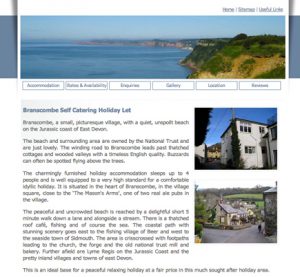 Home | Sitemap | Useful Links
Accommodation
Rates & Availability
Enquiries
Gallery
Location
Reviews
Branscombe Self Catering Holiday Let
Branscombe, a small, picturesque village, with a quiet, unspoilt beach
on the Jurassic coast of East Devon.
The beach and surrounding area are owned by the National Trust and
are just lovely. The winding road to Branscombe leads past thatched
cottages and wooded valleys with a timeless English quality. Buzzards
can often be spotted flying above the trees.
The charmingly furnished holiday accommodation sleeps up to 4
people and is well equipped to a very high standard for a comfortable
idyllic holiday. It is situated in the heart of Branscombe, in the village
square, close to the 'The Mason's Arms', one of two real ale pubs in
the village.
The peaceful and uncrowded beach is reached by a delightful short 5
minute walk down a lane and alongside a stream. There is a thatched
roof café, fishing and of course the sea. The coastal path with
stunning scenery goes east to the fishing village of Beer and west to
the seaside town of Sidmouth. The area is crisscrossed by footpaths
leading to the church, the forge and the old national trust mill and
bakery. Further afield are Lyme Regis on the Jurassic Coast and the
pretty inland villages and towns of east Devon.
This is an ideal base for a peaceful relaxing holiday at a fair price in this much sought after holiday area.